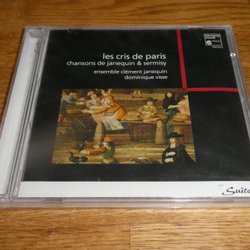 les cris de paris
chansons de janequin & sermisy
ensemble clément janequin
dominique visse
Suite